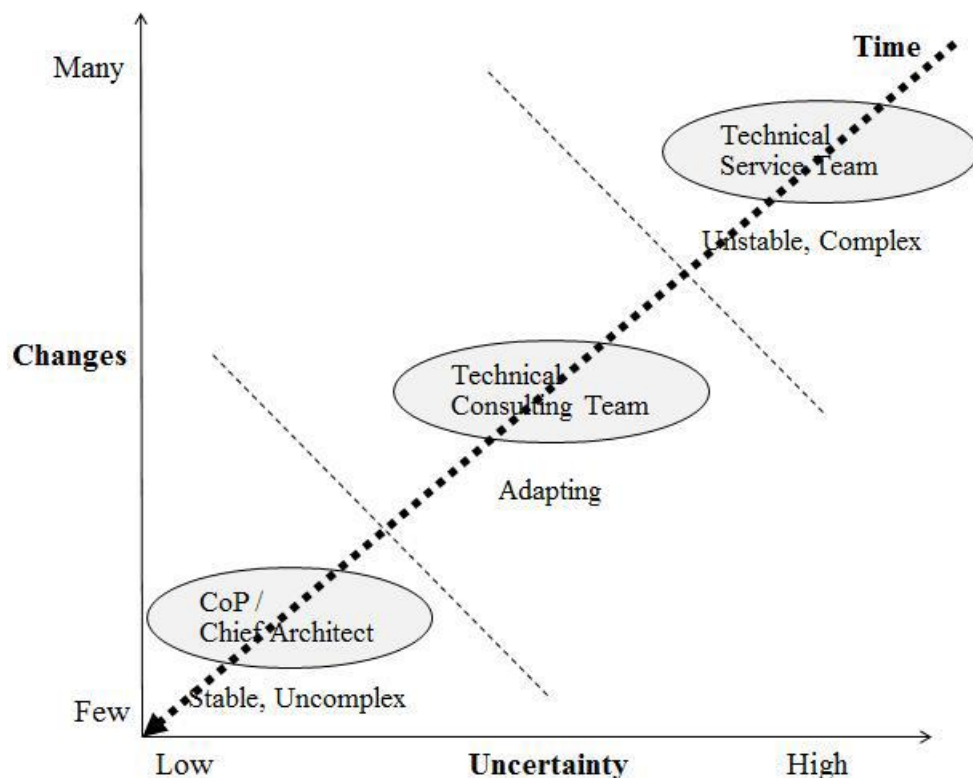 Time
Many
Technical
Service Team
Unstable, Complex
Changes
Technical
Consulting Team
Adapting
CoP /
Chief Architect
Stable, Uncomplex
Few
Low
Uncertainty
High